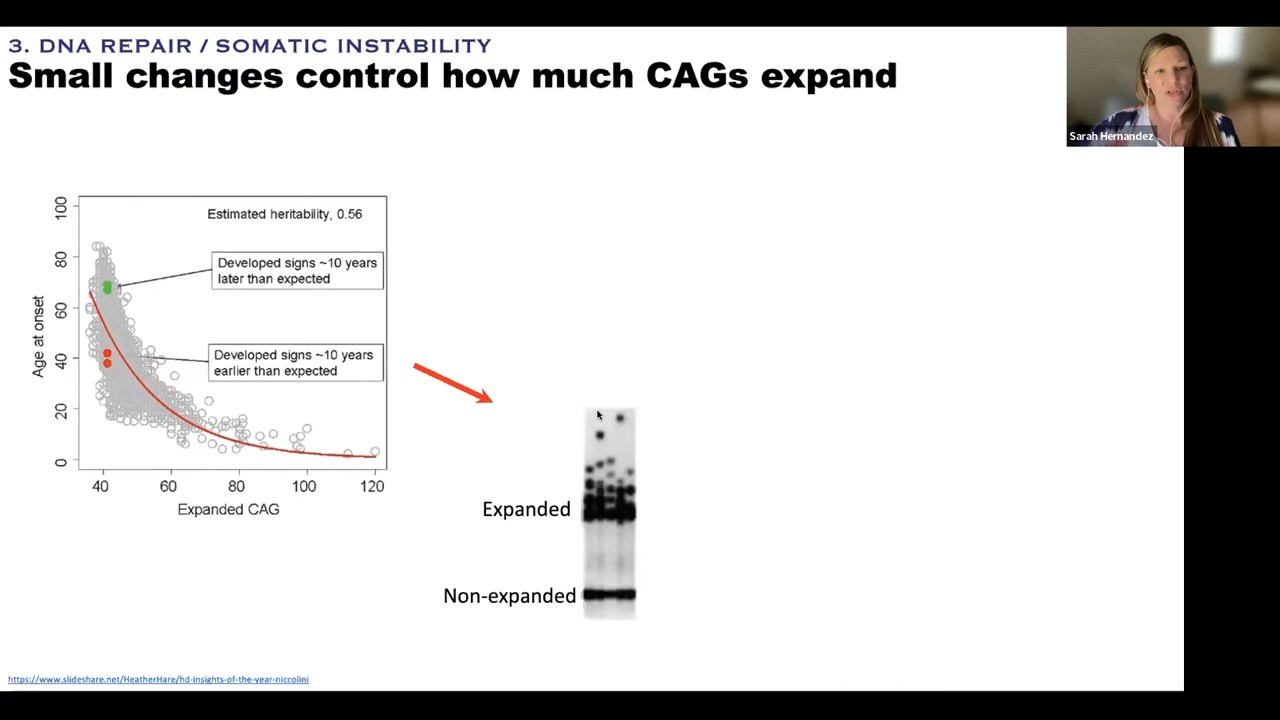 3. DNA REPAIR / SOMATIC INSTABILITY
Small changes control how much CAGs expand
Sarah Hernandez
Estimated heritability, 0.56
Developed signs ~10 years
later than expected
Developed signs ~10 years
earlier than expected
Age at onset
100
80
60
40
20
0
40 60 80 100 120
Expanded CAG
Expanded
Non-expanded
https://www.slideshare.net/HeatherHare/hd-insights-of-the-year-niccolini